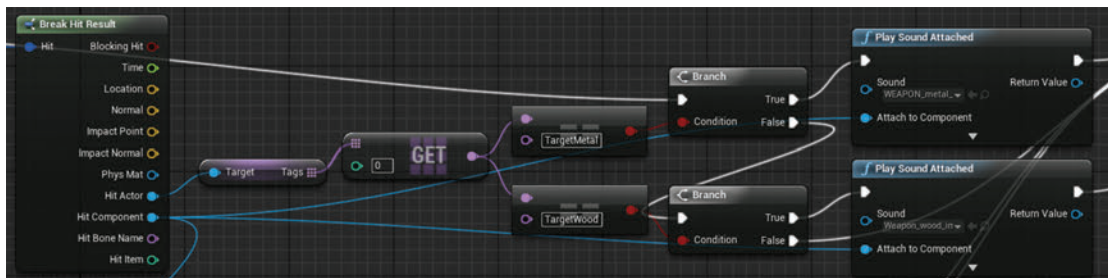 Break Hit Result
Hit
Blocking Hit
Time
Location
Normal
Impact Point
Impact Normal
Phys Mat
Hit Actor
Hit Component
Hit Bone Name
Hit Item
Target
Tags
0
GET
TargetMetal
TargetWood
Branch
True
Condition
False
Branch
True
Condition
False
Play Sound Attached
Sound
WEAPON_metal_
Return Value
Attach to Component
Play Sound Attached
Sound
Weapon_wood_im
Return Value
Attach to Component